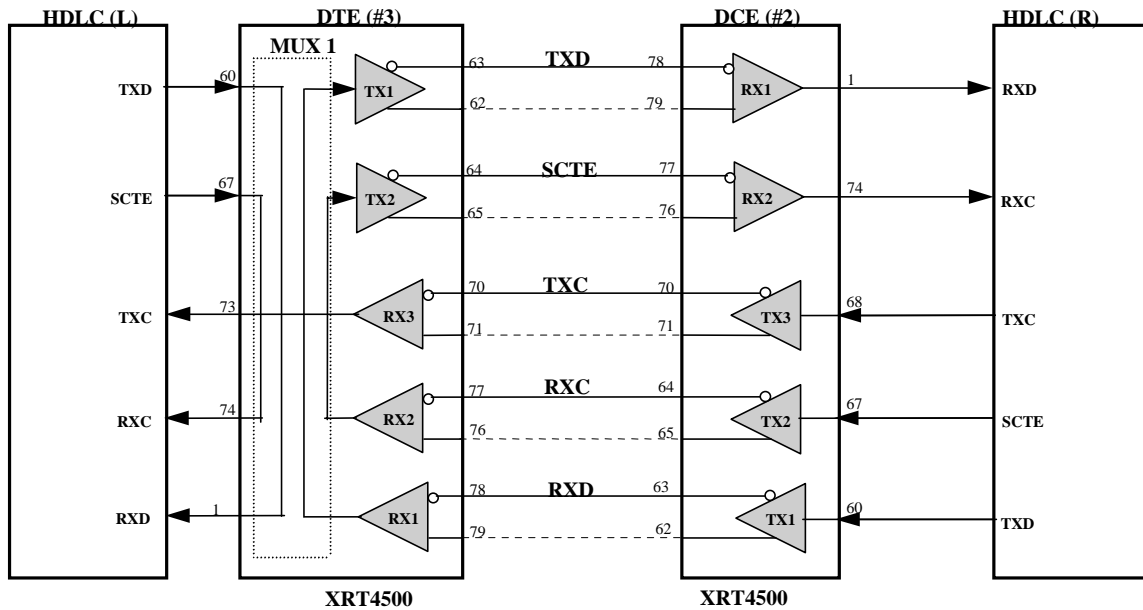 HDLC (L) DTE (#3) DCE (#2) HDLC (R)
MUX 1
TXD 60 TX1 63 TXD 78 RX1 1 RXD
62 79
SCTE 67 TX2 64 SCTE 77 RX2 74 RXC
65 76
TXC 73 RX3 70 TXC 70 TX3 68 TXC
71 71
RXC 74 RX2 77 RXC 64 TX2 67 SCTE
76 65
RXD 1 RX1 78 RXD 63 TX1 60 TXD
79 62
XRT4500 XRT4500